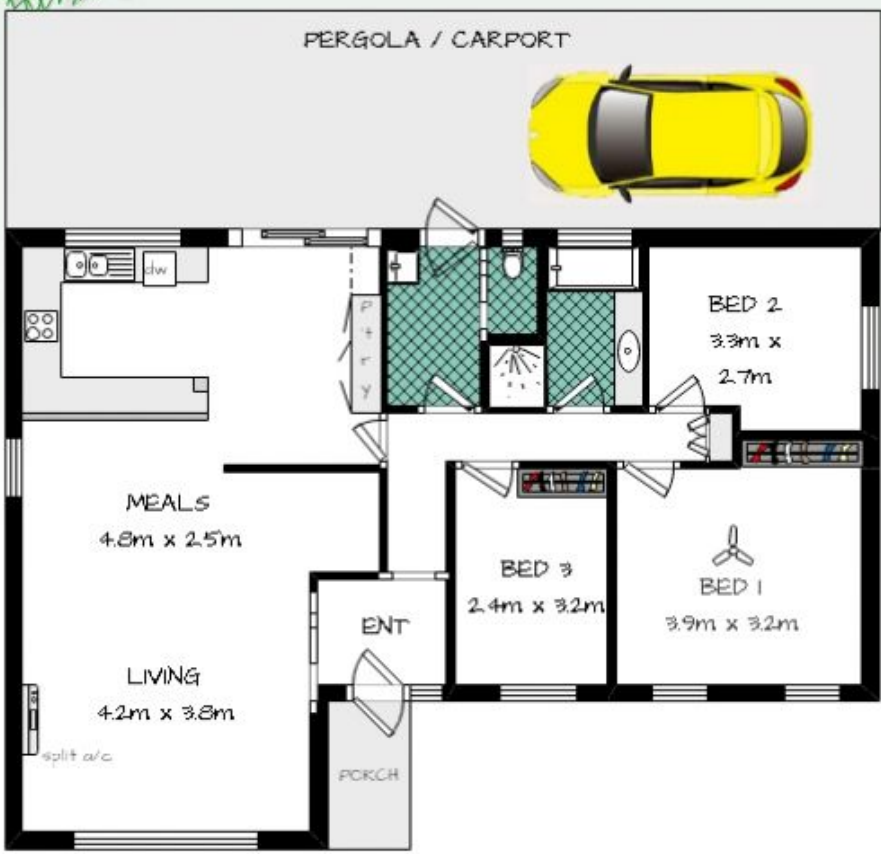 PERGOLA / CARPORT
dw
P
t
r
y
BED 2
3.3m x
2.7m
MEALS
4.8m x 2.5m
BED 3
2.4m x 3.2m
BED 1
3.9m x 3.2m
ENT
LIVING
4.2m x 3.8m
split a/c
PORCH